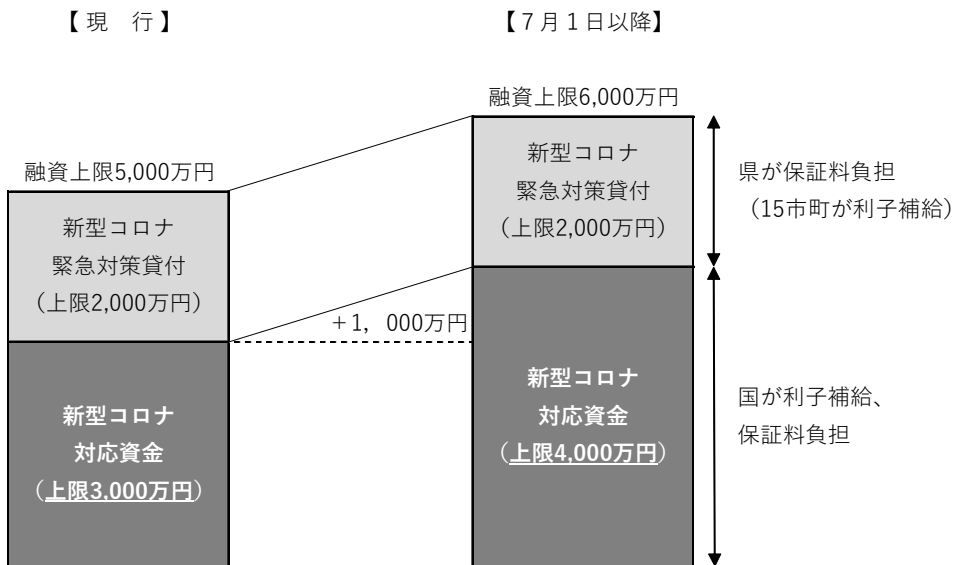 【 現　行 】
【７月１日以降】
融資上限6,000万円
融資上限5,000万円
新型コロナ
緊急対策貸付
（上限2,000万円）
新型コロナ
緊急対策貸付
（上限2,000万円）
県が保証料負担
（15市町が利子補給）
＋1，000万円
新型コロナ
対応資金
（上限3,000万円）
新型コロナ
対応資金
（上限4,000万円）
国が利子補給、
保証料負担